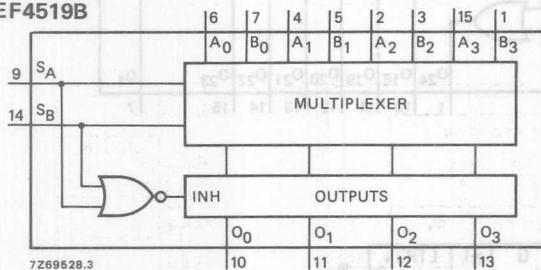 EF4519B
6 7 4 5 2 3 15 1
A0 B0 A1 B1 A2 B2 A3 B3
9 SA
MULTIPLEXER
14 SB
INH OUTPUTS
O0 O1 O2 O3
7Z69528.3 10 11 12 13